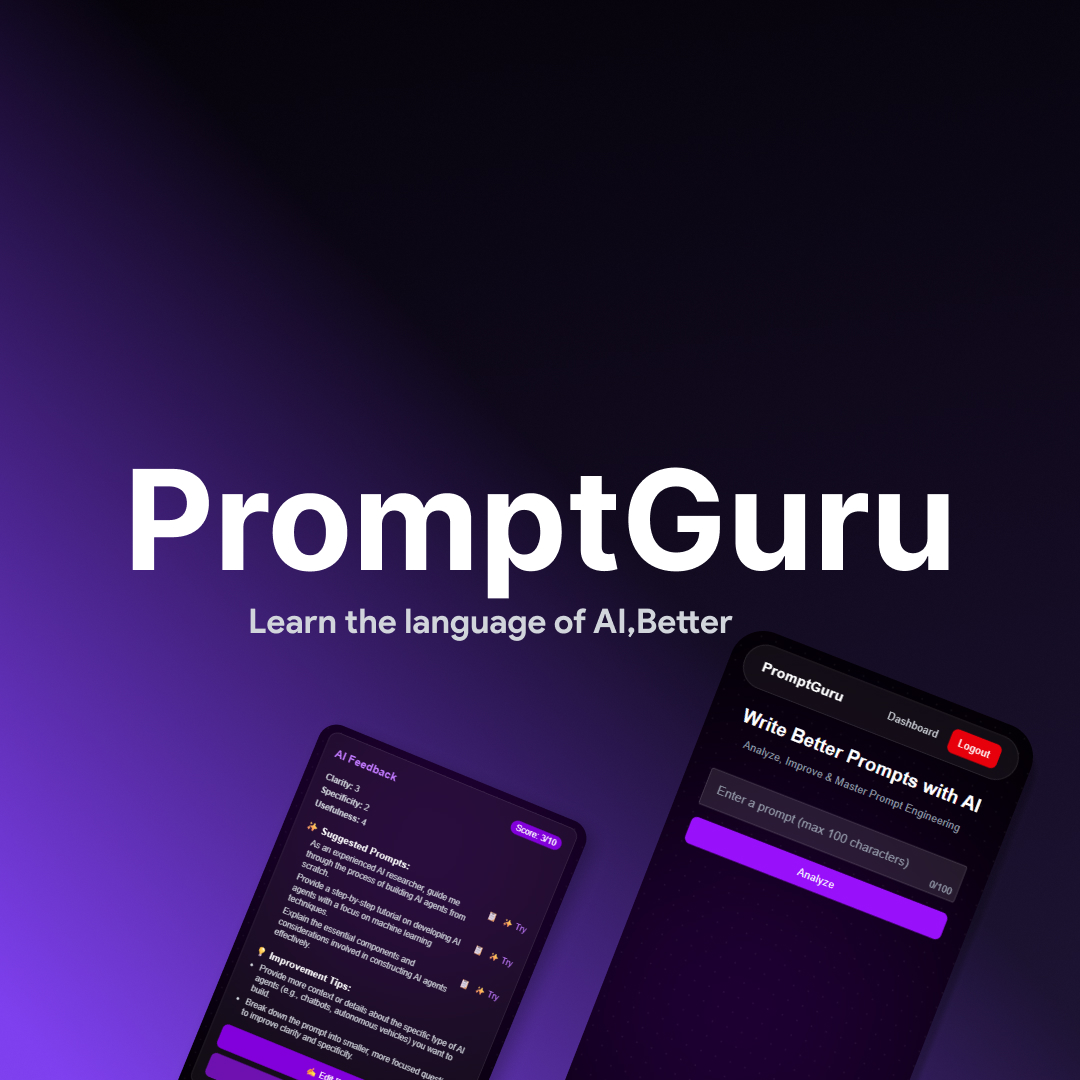 PromptGuru
Learn the language of AI,Better
PromptGuru
Dashboard
Logout
Write Better Prompts with AI
Analyze, Improve & Master Prompt Engineering
Enter a prompt (max 100 characters)
0/100
Analyze
AI Feedback
Score: 3/10
Clarity: 3
Specificity: 2
Usefulness: 4
✨ Suggested Prompts:
As an experienced AI researcher, guide me
through the process of building AI agents from
scratch.
📋 ✨ Try
Provide a step-by-step tutorial on developing AI
agents with a focus on machine learning
techniques.
📋 ✨ Try
Explain the essential components and
considerations involved in constructing AI agents
effectively.
📋 ✨ Try
💡 Improvement Tips:
• Provide more context or details about the specific type of AI
agents (e.g., chatbots, autonomous vehicles) you want to
build.
• Break down the prompt into smaller, more focused
to improve clarity and specificity.
✍️ Edit